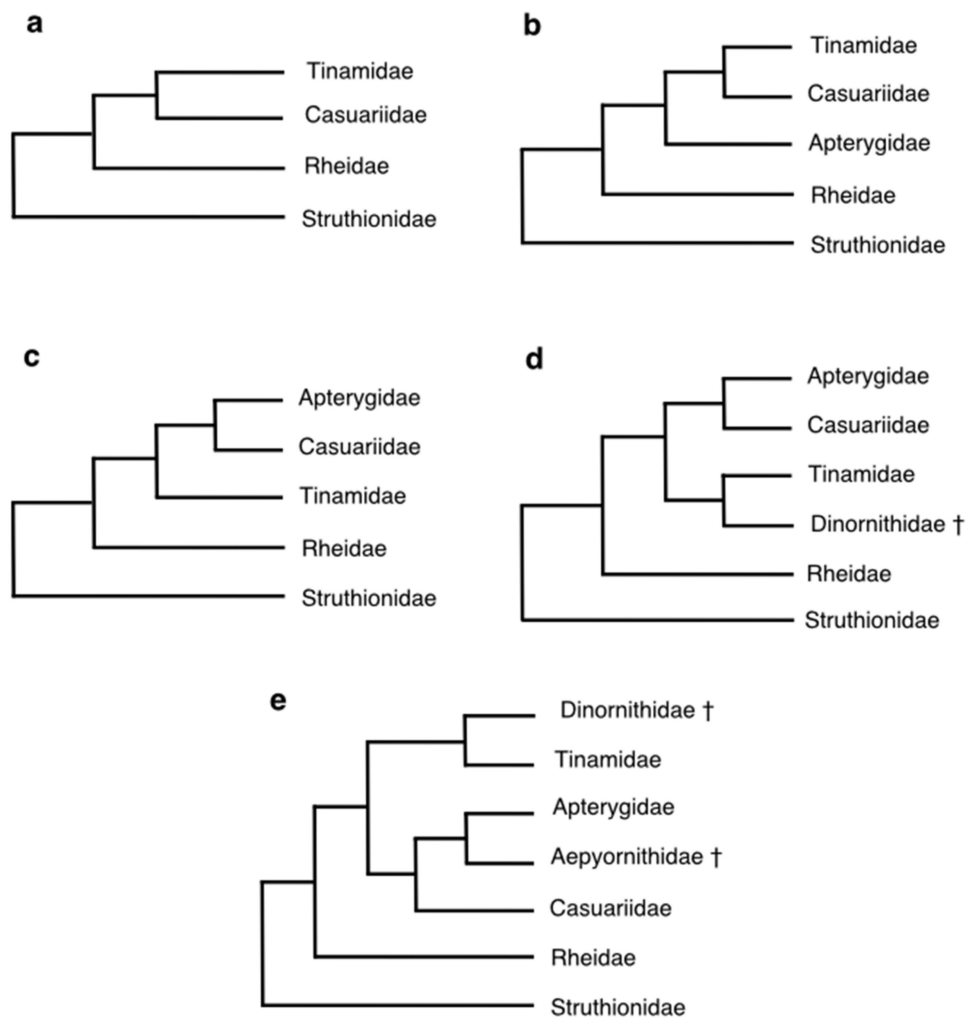 a
Tinamidae
Casuariidae
Rheidae
Struthionidae
b
Tinamidae
Casuariidae
Apterygidae
Rheidae
Struthionidae
c
Apterygidae
Casuariidae
Tinamidae
Rheidae
Struthionidae
d
Apterygidae
Casuariidae
Tinamidae
Dinornithidae †
Rheidae
Struthionidae
e
Dinornithidae †
Tinamidae
Apterygidae
Aepyornithidae †
Casuariidae
Rheidae
Struthionidae